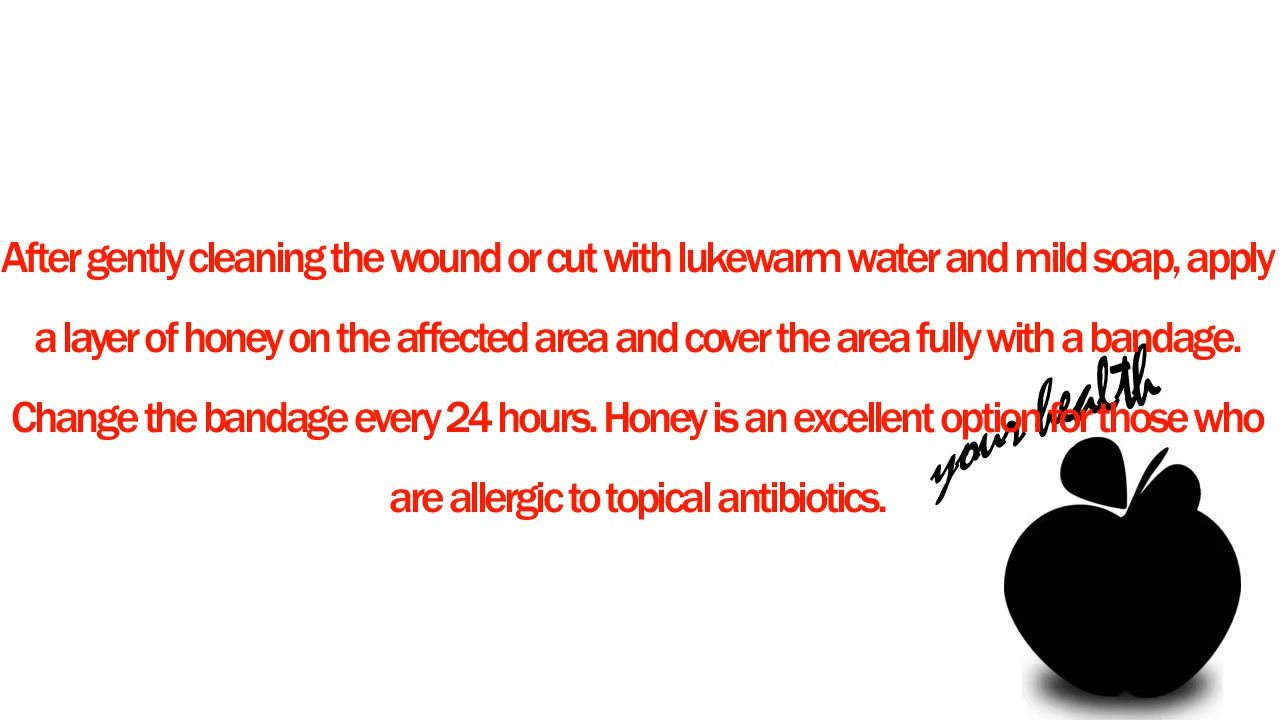 After gently cleaning the wound or cut with lukewarm water and mild soap, apply
a layer of honey on the affected area and cover the area fully with a bandage.
Change the bandage every 24 hours. Honey is an excellent option for those who
are allergic to topical antibiotics.
your health